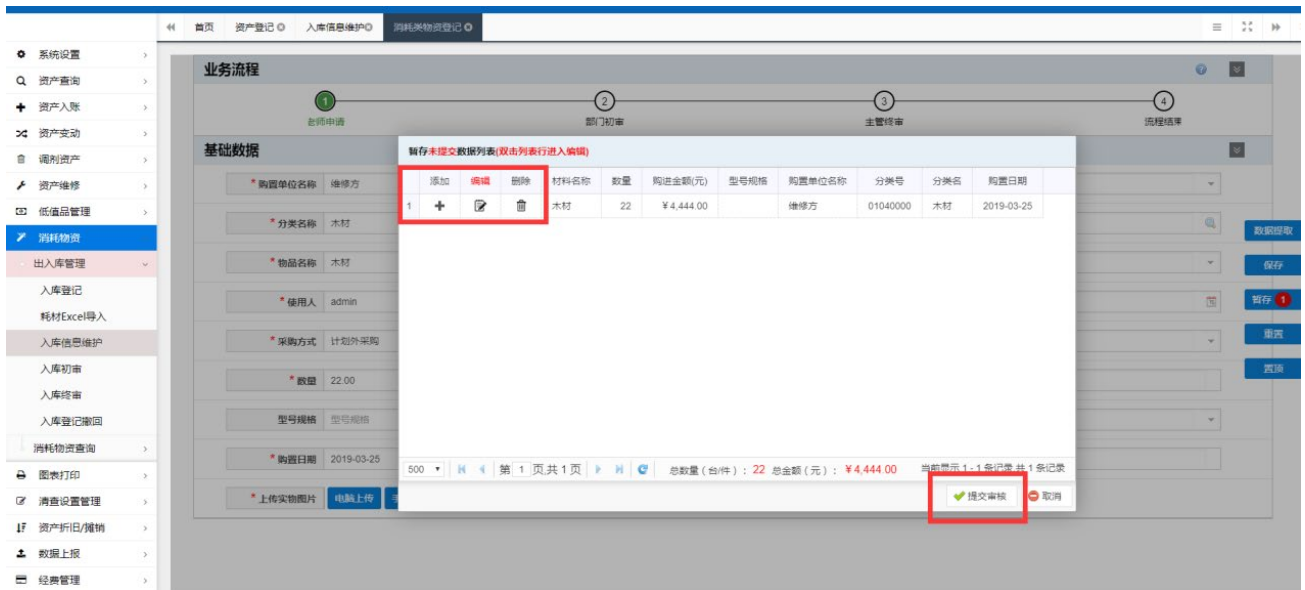 首页 资产登记 入库信息维护 消耗类物资登记
系统设置
资产查询
资产入账
资产变动
调剂资产
资产维修
低值品管理
消耗物资
出入库管理
入库登记
耗材Excel导入
入库信息维护
入库初审
入库终审
入库登记撤回
消耗物资查询
图表打印
清查设置管理
资产折旧/摊销
数据上报
经费管理
业务流程
1 2 3 4
老师申请 部门初审 主管终审 流程结束
基础数据
*购置单位名称 维修方
*分类名称 木材
*物品名称 木材
*使用人 admin
*采购方式 计划外采购
*数量 22.00
型号规格 型号规格
*购置日期 2019-03-25
*上传实物图片 电脑上传
暂存未提交数据列表(双击列表行进入编辑)
添加 编辑 删除 材料名称 数量 购进金额(元) 型号规格 购置单位名称 分类号 分类名 购置日期
1 木材 22 ¥4,444.00 维修方 01040000 木材 2019-03-25
500 第 1 页,共 1 页 总数量(台/件):22 总金额(元):¥4,444.00 当前显示 1 - 1 条记录 共 1 条记录
提交审核 取消
数据提取
保存
暂存 1
重置
置顶